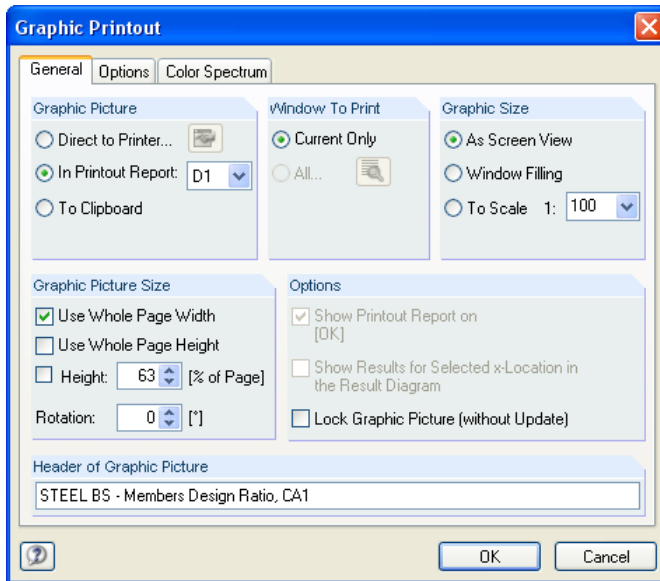 Graphic Printout
General Options Color Spectrum
Graphic Picture
Direct to Printer...
In Printout Report: D1
To Clipboard
Window To Print
Current Only
All...
Graphic Size
As Screen View
Window Filling
To Scale 1: 100
Graphic Picture Size
Use Whole Page Width
Use Whole Page Height
Height: 63 [% of Page]
Rotation: 0 [°]
Options
Show Printout Report on
[OK]
Show Results for Selected x-Location in
the Result Diagram
Lock Graphic Picture (without Update)
Header of Graphic Picture
STEEL BS - Members Design Ratio, CA1
OK Cancel